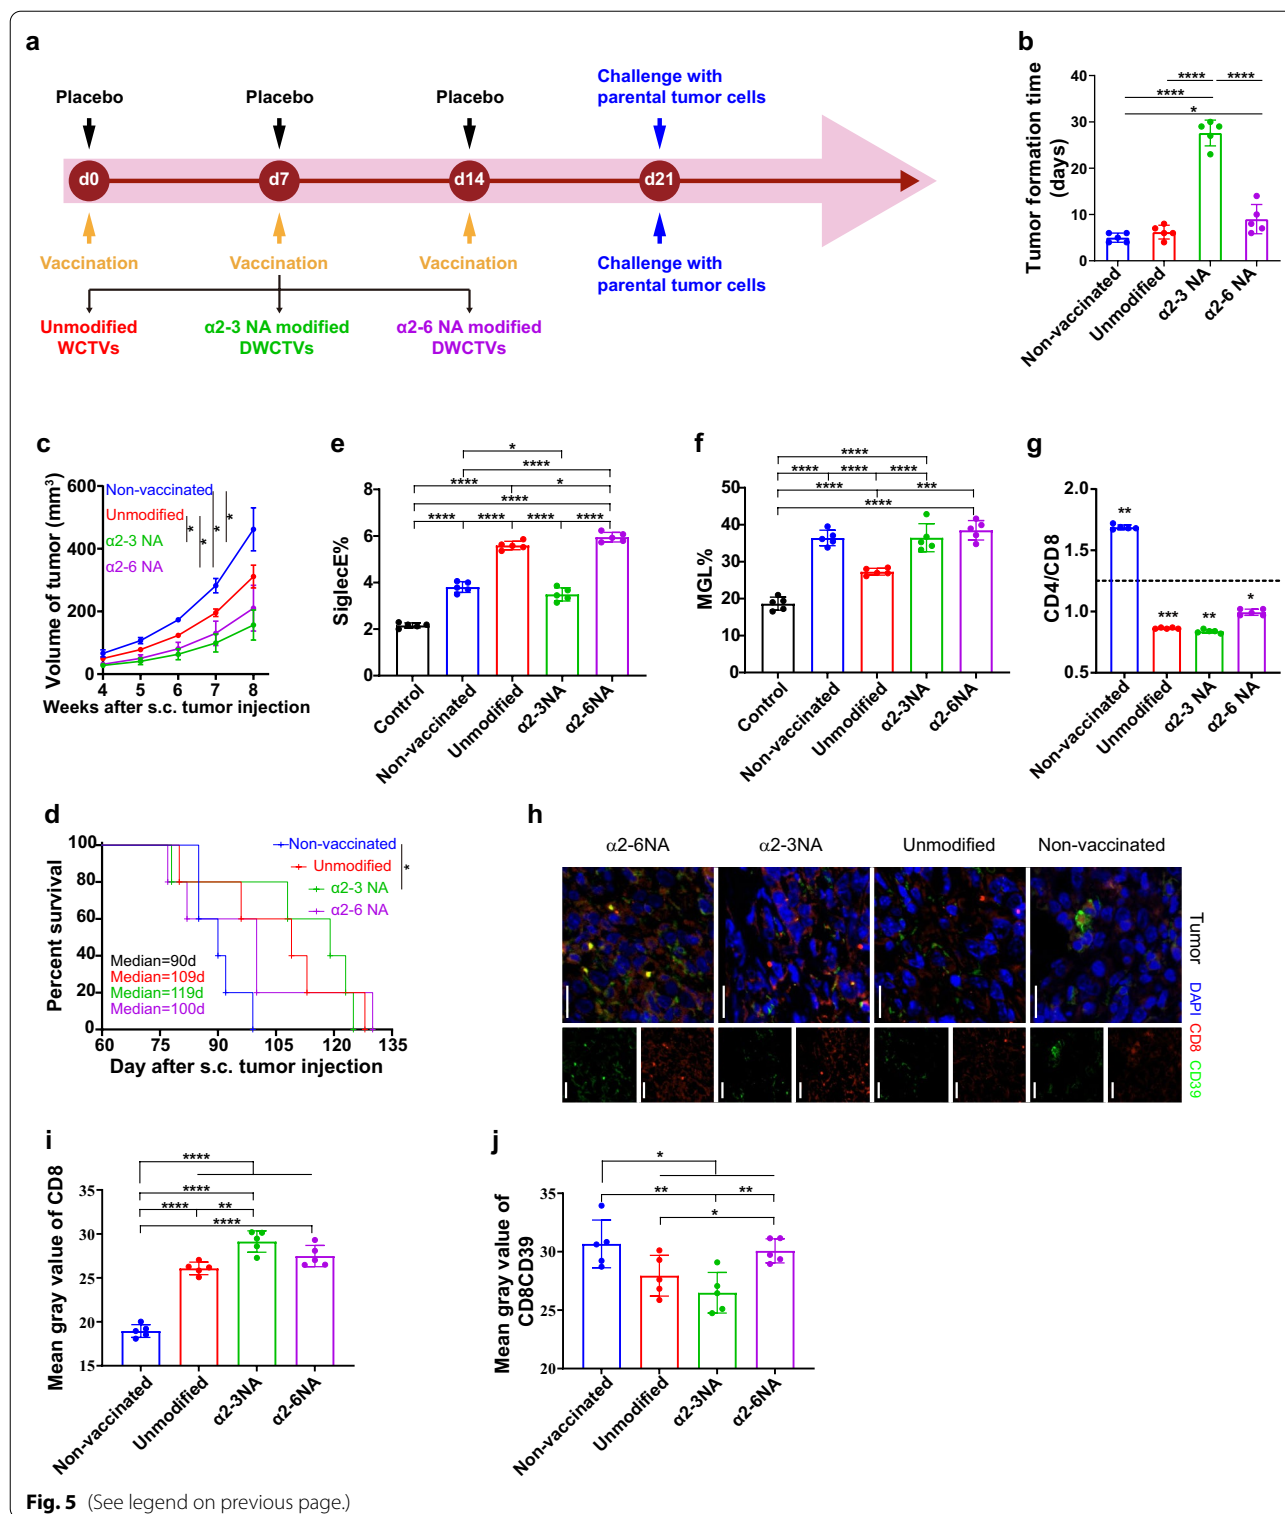 a
Placebo
Placebo
Placebo
Challenge with
parental tumor cells
d0
d7
d14
d21
Vaccination
Vaccination
Vaccination
Challenge with
parental tumor cells
Unmodified
WCTVs
α2-3 NA modified
DWCTVs
α2-6 NA modified
DWCTVs
b
Tumor formation time
(days)
40
30
20
10
0
**** ****
****
*
Non-vaccinated
Unmodified
α2-3 NA
α2-6 NA
c
Volume of tumor (mm³)
600
400
200
0
Non-vaccinated
Unmodified
α2-3 NA
α2-6 NA
* * * *
4 5 6 7 8
Weeks after s.c. tumor injection
e
SiglecE%
8
6
4
2
0
*
****
**** *
****
**** **** **** ****
Control
Non-vaccinated
Unmodified
α2-3NA
α2-6NA
f
MGL%
50
40
30
20
10
0
****
**** **** ****
**** ***
****
Control
Non-vaccinated
Unmodified
α2-3NA
α2-6NA
g
CD4/CD8
2.0
1.5
1.0
0.5
**
***
**
*
Non-vaccinated
Unmodified
α2-3 NA
α2-6 NA
d
Percent survival
100
80
60
40
20
0
Non-vaccinated
Unmodified
α2-3 NA
α2-6 NA
*
Median=90d
Median=109d
Median=119d
Median=100d
60 75 90 105 120 135
Day after s.c. tumor injection
h
α2-6NA
α2-3NA
Unmodified
Non-vaccinated
Tumor DAPI CD8 CD39
i
Mean gray value of CD8
35
30
25
20
15
****
****
**** **
****
Non-vaccinated
Unmodified
α2-3NA
α2-6NA
j
Mean gray value of
CD8CD39
35
30
25
20
*
** **
*
Non-vaccinated
Unmodified
α2-3NA
α2-6NA
Fig. 5 (See legend on previous page.)